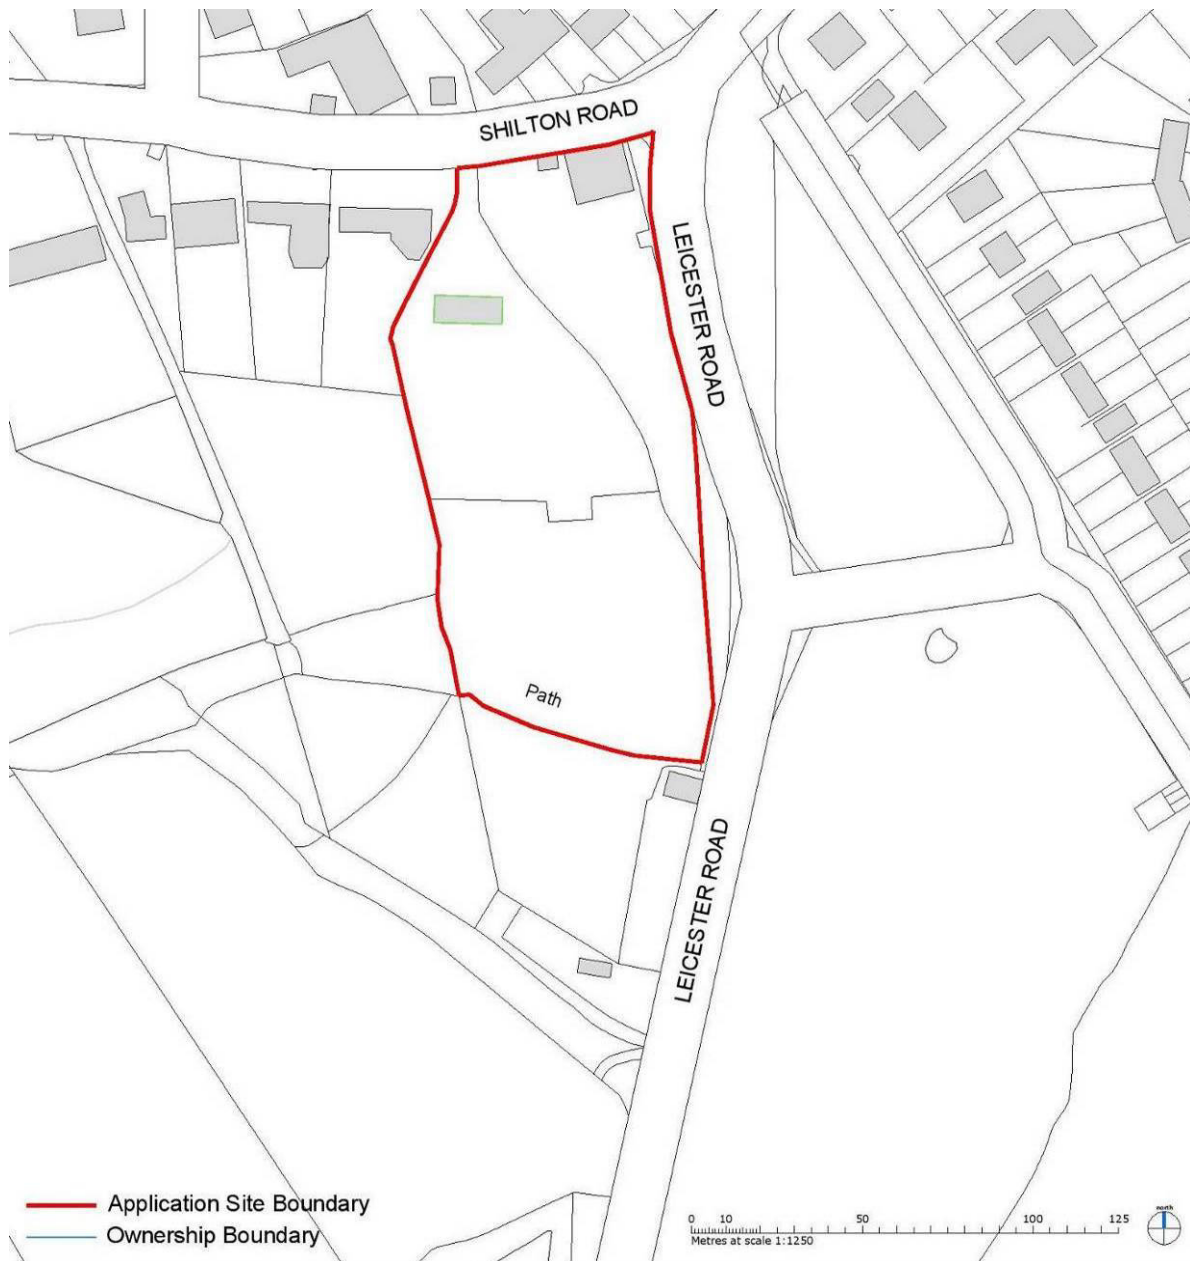 SHILTON ROAD
LEICESTER ROAD
Path
LEICESTER ROAD
Application Site Boundary
Ownership Boundary
0 10 50 100 125
Metres at scale 1:1250
north